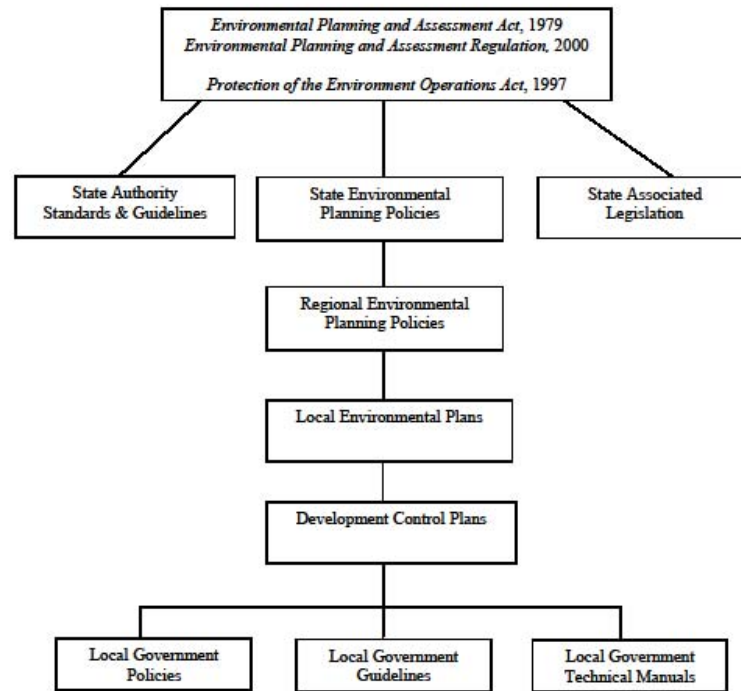 Environmental Planning and Assessment Act, 1979
Environmental Planning and Assessment Regulation, 2000
Protection of the Environment Operations Act, 1997
State Authority
Standards & Guidelines
State Environmental
Planning Policies
State Associated
Legislation
Regional Environmental
Planning Policies
Local Environmental Plans
Development Control Plans
Local Government
Policies
Local Government
Guidelines
Local Government
Technical Manuals